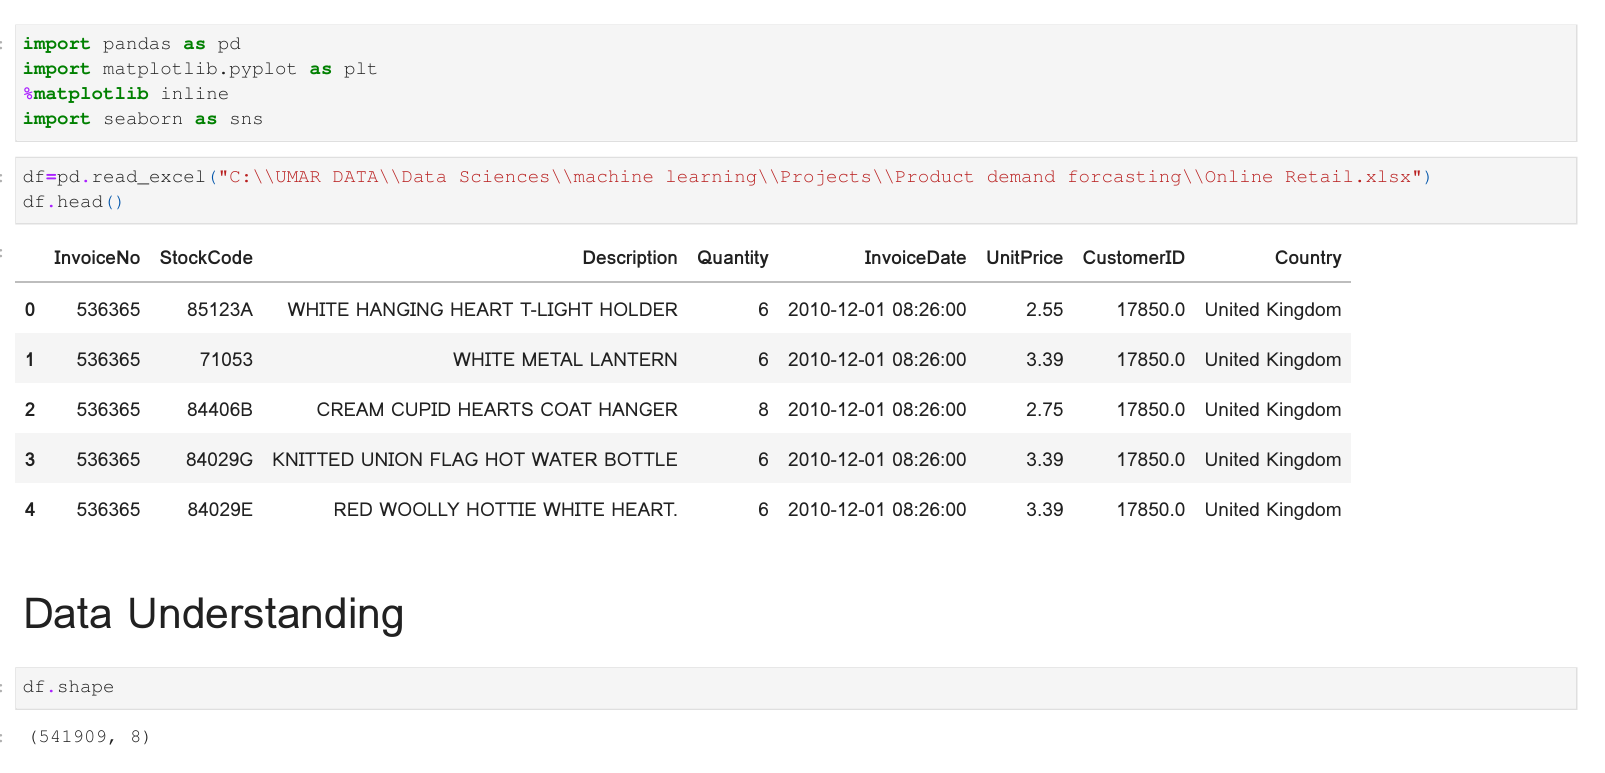 import pandas as pd
import matplotlib.pyplot as plt
%matplotlib inline
import seaborn as sns
df=pd.read_excel("C:\\UMAR DATA\\Data Sciences\\machine learning\\Projects\\Product demand forcasting\\Online Retail.xlsx")
df.head()
InvoiceNo StockCode Description Quantity InvoiceDate UnitPrice CustomerID Country
0 536365 85123A WHITE HANGING HEART T-LIGHT HOLDER 6 2010-12-01 08:26:00 2.55 17850.0 United Kingdom
1 536365 71053 WHITE METAL LANTERN 6 2010-12-01 08:26:00 3.39 17850.0 United Kingdom
2 536365 84406B CREAM CUPID HEARTS COAT HANGER 8 2010-12-01 08:26:00 2.75 17850.0 United Kingdom
3 536365 84029G KNITTED UNION FLAG HOT WATER BOTTLE 6 2010-12-01 08:26:00 3.39 17850.0 United Kingdom
4 536365 84029E RED WOOLLY HOTTIE WHITE HEART. 6 2010-12-01 08:26:00 3.39 17850.0 United Kingdom
Data Understanding
df.shape
(541909, 8)